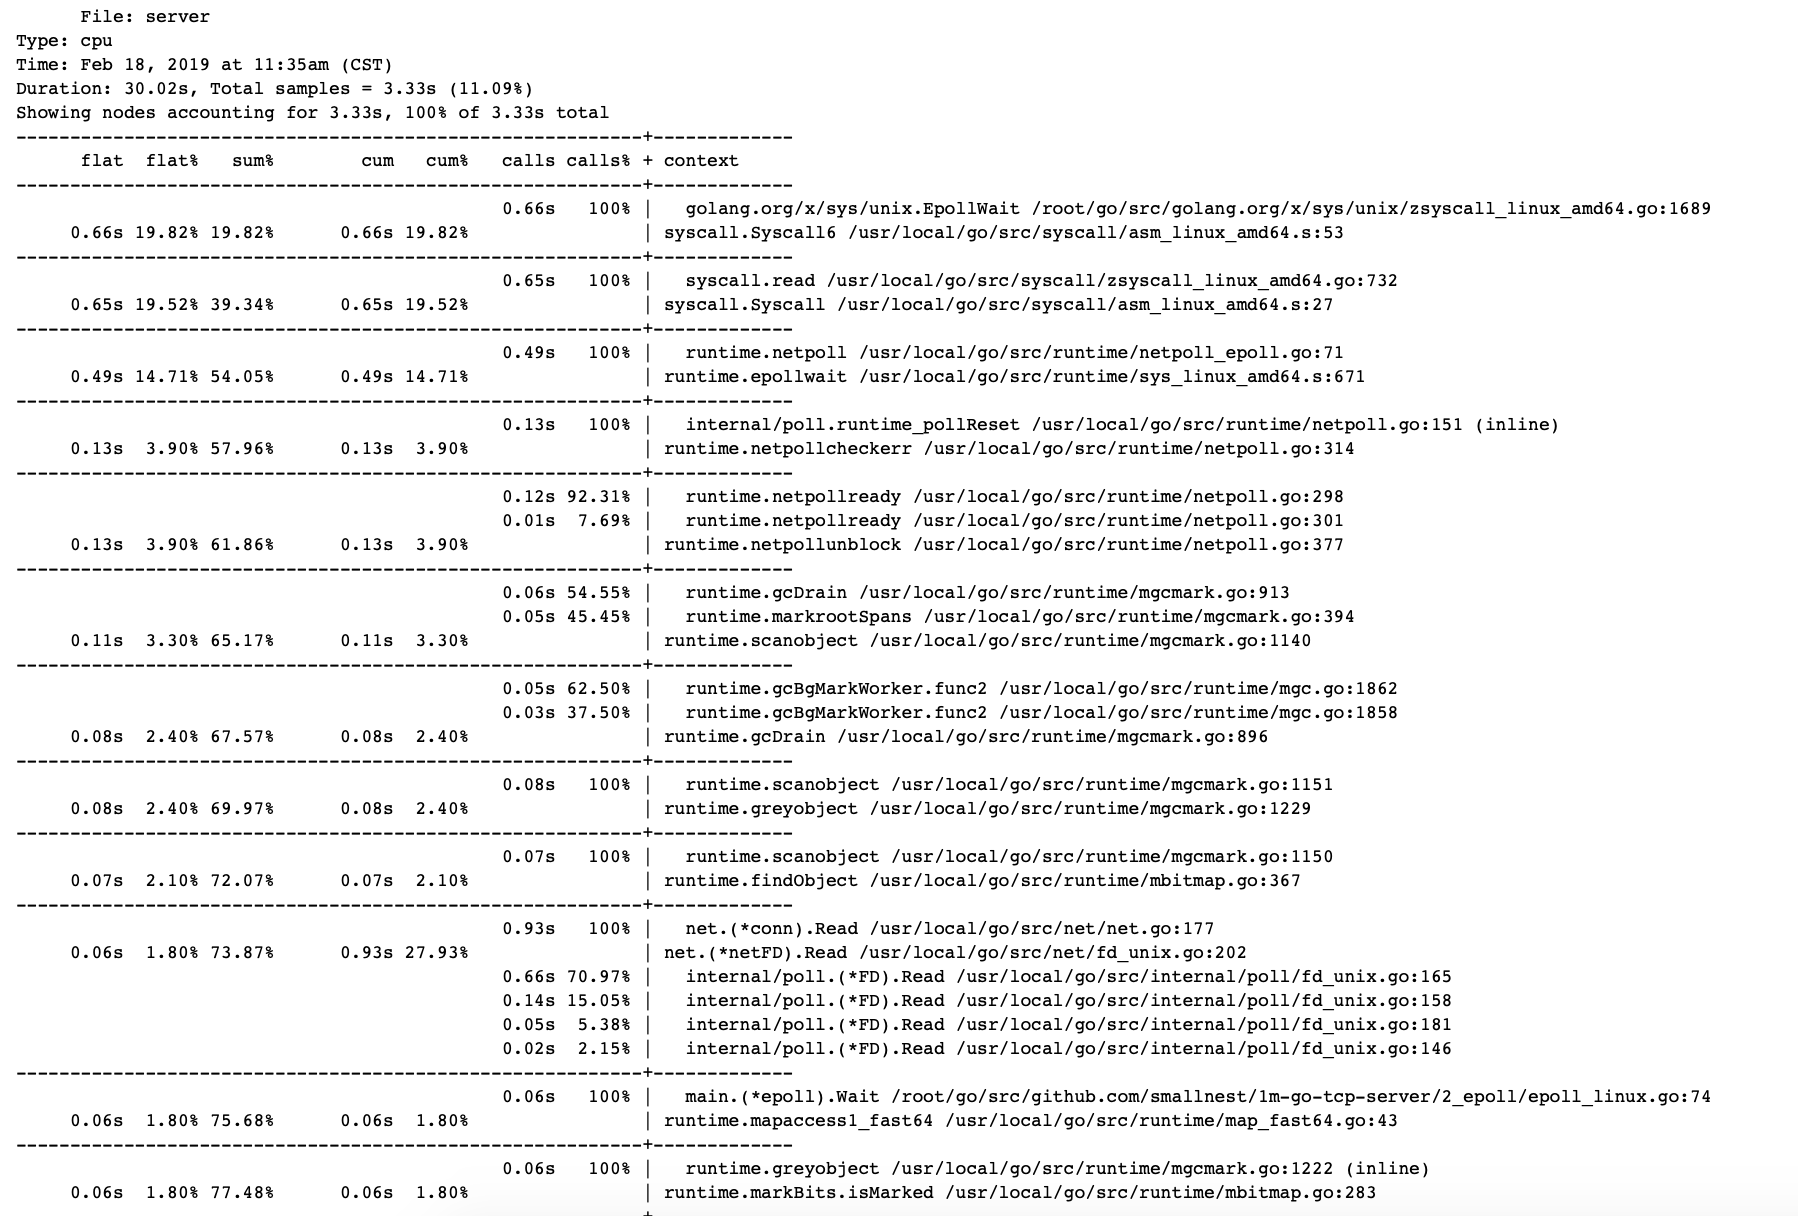 File: server
Type: cpu
Time: Feb 18, 2019 at 11:35am (CST)
Duration: 30.02s, Total samples = 3.33s (11.09%)
Showing nodes accounting for 3.33s, 100% of 3.33s total
----------------------------------------------------------+-------------
      flat  flat%   sum%        cum   cum%   calls calls% + context
----------------------------------------------------------+-------------
                                             0.66s   100% |   golang.org/x/sys/unix.EpollWait /root/go/src/golang.org/x/sys/unix/zsyscall_linux_amd64.go:1689
     0.66s 19.82% 19.82%      0.66s 19.82%                | syscall.Syscall6 /usr/local/go/src/syscall/asm_linux_amd64.s:53
----------------------------------------------------------+-------------
                                             0.65s   100% |   syscall.read /usr/local/go/src/syscall/zsyscall_linux_amd64.go:732
     0.65s 19.52% 39.34%      0.65s 19.52%                | syscall.Syscall /usr/local/go/src/syscall/asm_linux_amd64.s:27
----------------------------------------------------------+-------------
                                             0.49s   100% |   runtime.netpoll /usr/local/go/src/runtime/netpoll_epoll.go:71
     0.49s 14.71% 54.05%      0.49s 14.71%                | runtime.epollwait /usr/local/go/src/runtime/sys_linux_amd64.s:671
----------------------------------------------------------+-------------
                                             0.13s   100% |   internal/poll.runtime_pollReset /usr/local/go/src/runtime/netpoll.go:151 (inline)
     0.13s  3.90% 57.96%      0.13s  3.90%                | runtime.netpollcheckerr /usr/local/go/src/runtime/netpoll.go:314
----------------------------------------------------------+-------------
                                             0.12s 92.31% |   runtime.netpollready /usr/local/go/src/runtime/netpoll.go:298
                                             0.01s  7.69% |   runtime.netpollready /usr/local/go/src/runtime/netpoll.go:301
     0.13s  3.90% 61.86%      0.13s  3.90%                | runtime.netpollunblock /usr/local/go/src/runtime/netpoll.go:377
----------------------------------------------------------+-------------
                                             0.06s 54.55% |   runtime.gcDrain /usr/local/go/src/runtime/mgcmark.go:913
                                             0.05s 45.45% |   runtime.markrootSpans /usr/local/go/src/runtime/mgcmark.go:394
     0.11s  3.30% 65.17%      0.11s  3.30%                | runtime.scanobject /usr/local/go/src/runtime/mgcmark.go:1140
----------------------------------------------------------+-------------
                                             0.05s 62.50% |   runtime.gcBgMarkWorker.func2 /usr/local/go/src/runtime/mgc.go:1862
                                             0.03s 37.50% |   runtime.gcBgMarkWorker.func2 /usr/local/go/src/runtime/mgc.go:1858
     0.08s  2.40% 67.57%      0.08s  2.40%                | runtime.gcDrain /usr/local/go/src/runtime/mgcmark.go:896
----------------------------------------------------------+-------------
                                             0.08s   100% |   runtime.scanobject /usr/local/go/src/runtime/mgcmark.go:1151
     0.08s  2.40% 69.97%      0.08s  2.40%                | runtime.greyobject /usr/local/go/src/runtime/mgcmark.go:1229
----------------------------------------------------------+-------------
                                             0.07s   100% |   runtime.scanobject /usr/local/go/src/runtime/mgcmark.go:1150
     0.07s  2.10% 72.07%      0.07s  2.10%                | runtime.findObject /usr/local/go/src/runtime/mbitmap.go:367
----------------------------------------------------------+-------------
                                             0.93s   100% |   net.(*conn).Read /usr/local/go/src/net/net.go:177
     0.06s  1.80% 73.87%      0.93s 27.93%                | net.(*netFD).Read /usr/local/go/src/net/fd_unix.go:202
                                             0.66s 70.97% |   internal/poll.(*FD).Read /usr/local/go/src/internal/poll/fd_unix.go:165
                                             0.14s 15.05% |   internal/poll.(*FD).Read /usr/local/go/src/internal/poll/fd_unix.go:158
                                             0.05s  5.38% |   internal/poll.(*FD).Read /usr/local/go/src/internal/poll/fd_unix.go:181
                                             0.02s  2.15% |   internal/poll.(*FD).Read /usr/local/go/src/internal/poll/fd_unix.go:146
----------------------------------------------------------+-------------
                                             0.06s   100% |   main.(*epoll).Wait /root/go/src/github.com/smallnest/1m-go-tcp-server/2_epoll/epoll_linux.go:74
     0.06s  1.80% 75.68%      0.06s  1.80%                | runtime.mapaccess1_fast64 /usr/local/go/src/runtime/map_fast64.go:43
----------------------------------------------------------+-------------
                                             0.06s   100% |   runtime.greyobject /usr/local/go/src/runtime/mgcmark.go:1222 (inline)
     0.06s  1.80% 77.48%      0.06s  1.80%                | runtime.markBits.isMarked /usr/local/go/src/runtime/mbitmap.go:283